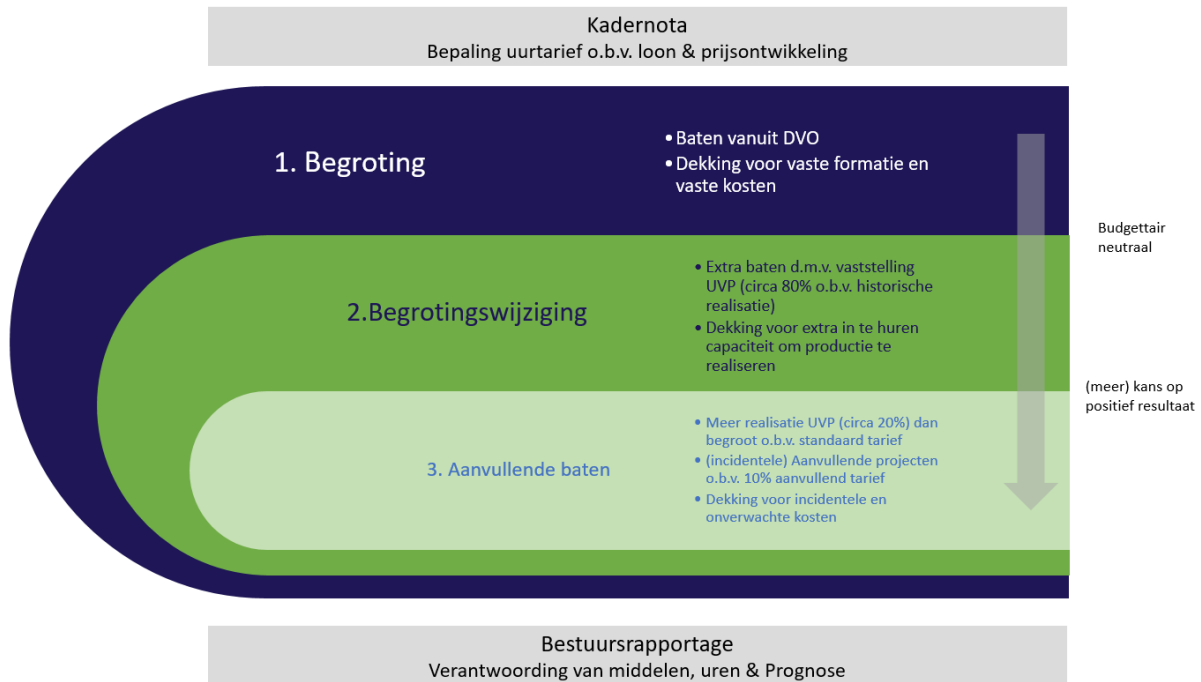 Kadernota
Bepaling uurtarief o.b.v. loon & prijsontwikkeling
1. Begroting
• Baten vanuit DVO
• Dekking voor vaste formatie en
vaste kosten
Budgettair
neutraal
2.Begrotingswijziging
• Extra baten d.m.v. vaststelling
UVP (circa 80% o.b.v. historische
realisatie)
• Dekking voor extra in te huren
capaciteit om productie te
realiseren
(meer) kans op
positief resultaat
3. Aanvullende baten
• Meer realisatie UVP (circa 20%) dan
begroot o.b.v. standaard tarief
• (incidentele) Aanvullende projecten
o.b.v. 10% aanvullend tarief
• Dekking voor incidentele en
onverwachte kosten
Bestuursrapportage
Verantwoording van middelen, uren & Prognose